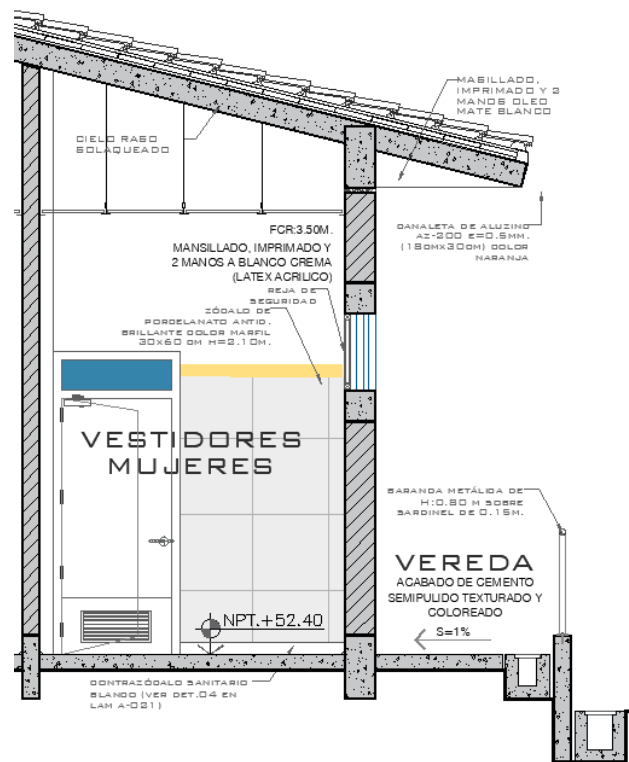 MASILLADO,
IMPRIMADO Y 2
MANOS OLEO
MATE BLANCO
CIELO RASO
SOLAQUEADO
CANALETA DE ALUZINC
AZ-200 E=0.5MM.
(18CMX30CM) COLOR
NARANJA
FCR:3.50M.
MANSILLADO, IMPRIMADO Y
2 MANOS A BLANCO CREMA
(LATEX ACRILICO)
REJA DE
SEGURIDAD
ZÓCALO DE
PORCELANATO ANTID.
BRILLANTE COLOR MARFIL
30X60 CM H=2.10M.
VESTIDORES
MUJERES
BARANDA METÁLICA DE
H:0.80 M SOBRE
SARDINEL DE 0.15M.
VEREDA
ACABADO DE CEMENTO
SEMIPULIDO TEXTURADO Y
COLOREADO
NPT.+52.40
S=1%
CONTRAZÓCALO SANITARIO
BLANCO (VER DET.04 EN
LAM A-021)